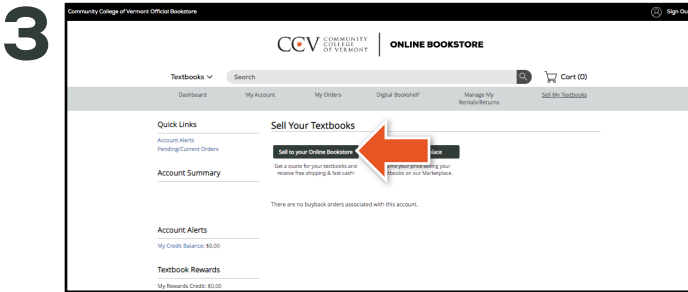 3
Community College of Vermont Official Bookstore
Sign Ou
CCV COMMUNITY COLLEGE OF VERMONT ONLINE BOOKSTORE
Textbooks Search Cart (0)
Dashboard My Account My Orders Digital Bookshelf Manage My Rentals/Returns Sell My Textbooks
Quick Links
Account Alerts
Pending/Current Orders
Account Summary
Account Alerts
My Credit Balance: $0.00
Textbook Rewards
My Rewards Credit: $0.00
Sell Your Textbooks
Sell to your Online Bookstore
Get a quote for your textbooks and
receive free shipping & fast cash!
your price selling your
on our Marketplace.
There are no buyback orders associated with this account.